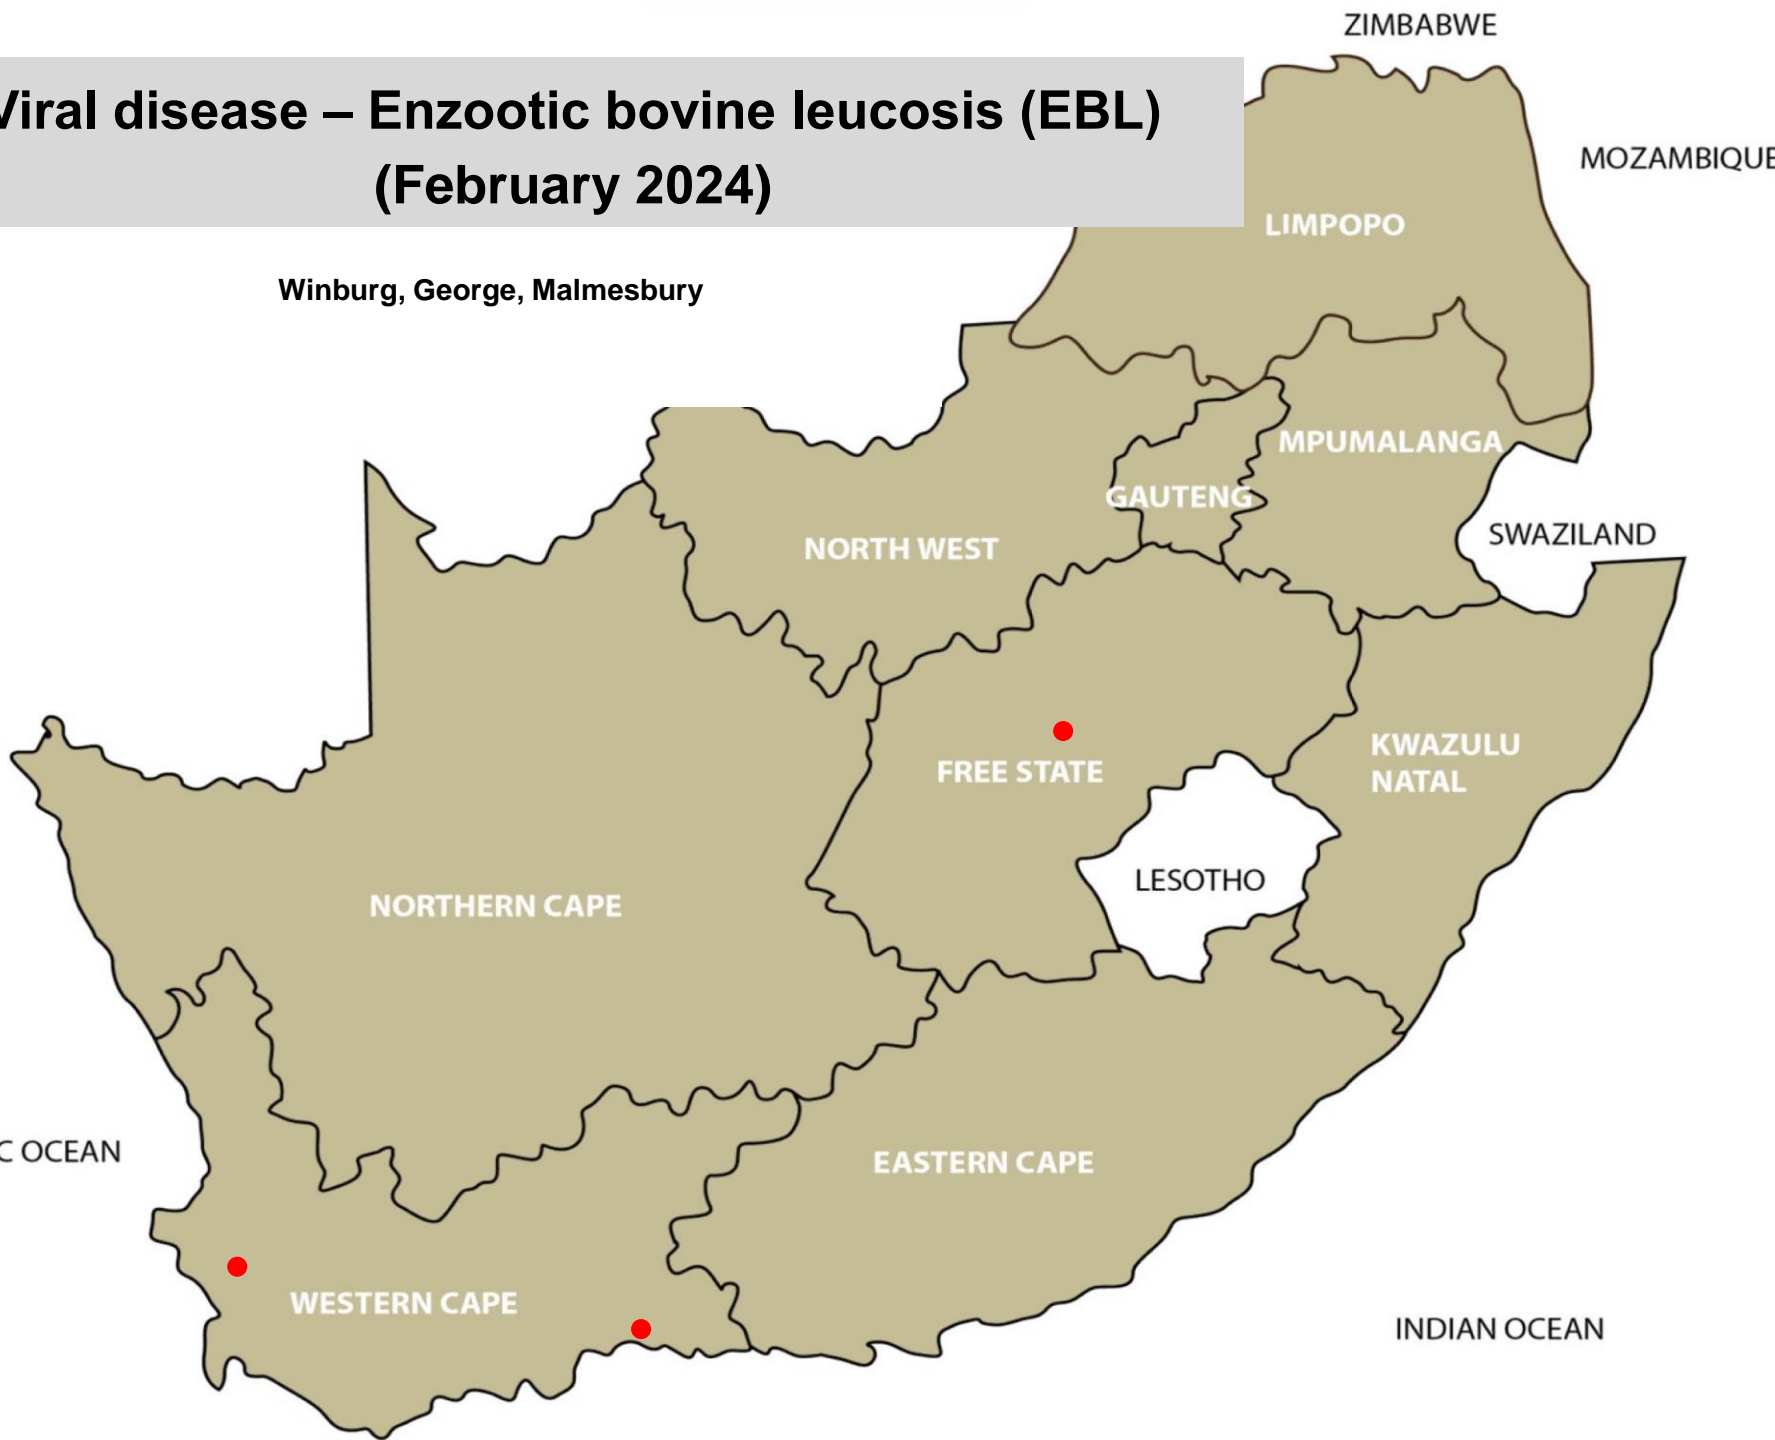 ZIMBABWE
Viral disease – Enzootic bovine leucosis (EBL)
(February 2024)
MOZAMBIQUE
LIMPOPO
Winburg, George, Malmesbury
MPUMALANGA
GAUTENG
SWAZILAND
NORTH WEST
KWAZULU
NATAL
FREE STATE
LESOTHO
NORTHERN CAPE
C OCEAN
EASTERN CAPE
WESTERN CAPE
INDIAN OCEAN